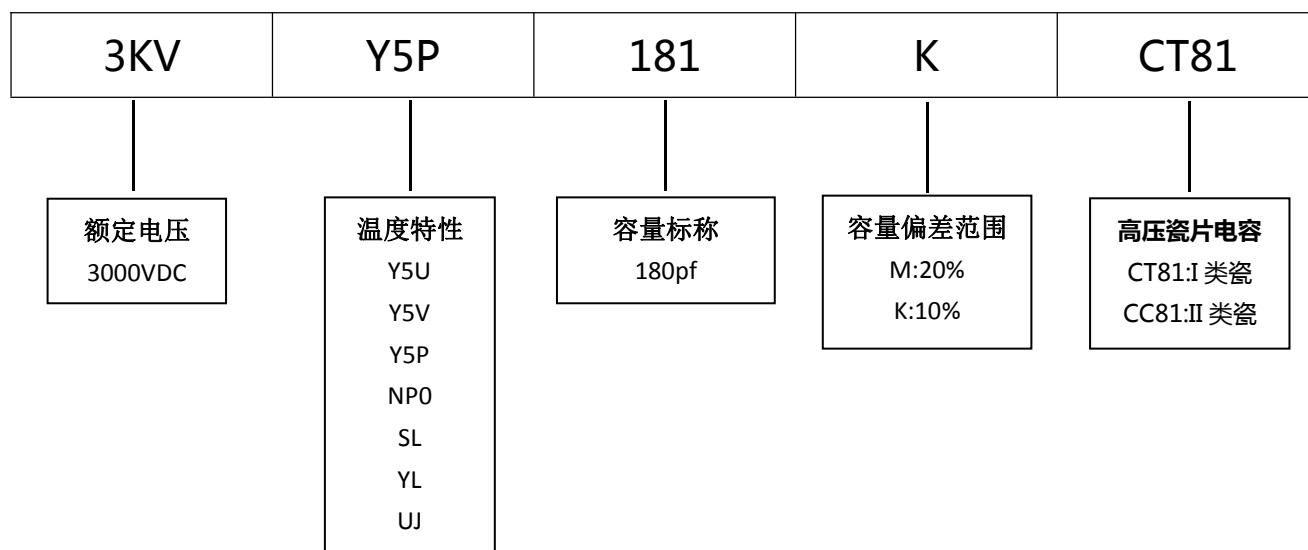 3KV Y5P 181 K CT81
额定电压
3000VDC
温度特性
Y5U
Y5V
Y5P
NP0
SL
YL
UJ
容量标称
180pf
容量偏差范围
M:20%
K:10%
高压瓷片电容
CT81:I 类瓷
CC81:II 类瓷